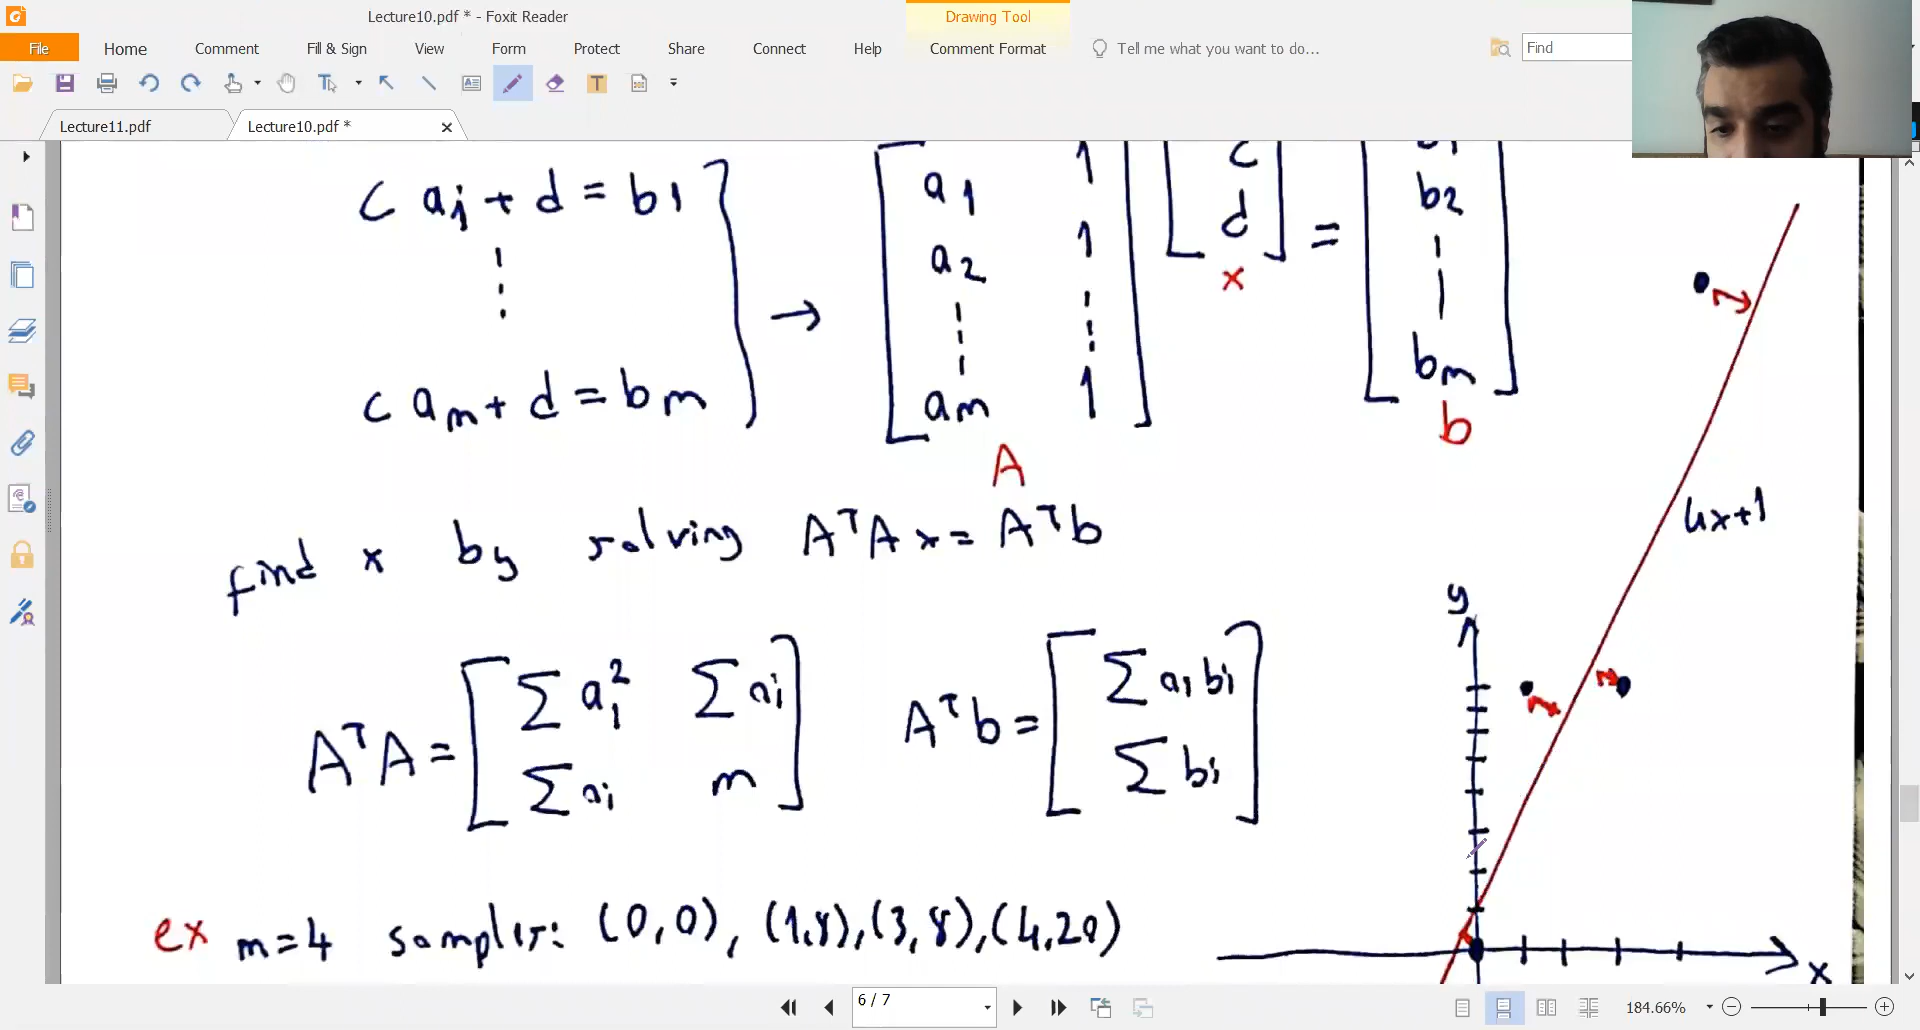 Lecture10.pdf * - Foxit Reader
Drawing Tool
File Home Comment Fill & Sign View Form Protect Share Connect Help Comment Format Tell me what you want to do... Find
Lecture11.pdf Lecture10.pdf *
c a1 + d = b1
c am + d = bm
a1 1
a2 1
am 1
A
c
d
x
=
b2
bm
b
find x by solving AᵀA x = Aᵀb
4x+1
y
AᵀA = [ ∑ a1² ∑ ai
∑ ai m ]
Aᵀb = [ ∑ ai bi
∑ bi ]
ex m=4 samples: (0,0), (1,8), (3,8), (4,20)
x
6 / 7
184.66%